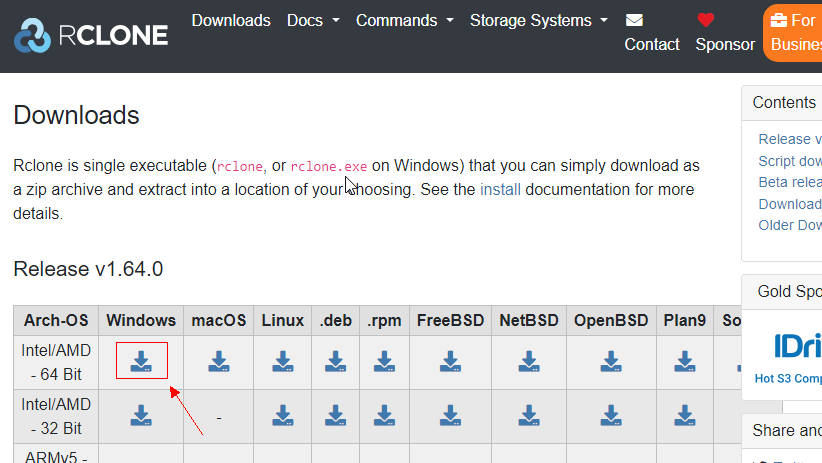 RCLONE
Downloads Docs Commands Storage Systems Contact Sponsor For Busines
Downloads
Rclone is single executable (rclone, or rclone.exe on Windows) that you can simply download as
a zip archive and extract into a location of your choosing. See the install documentation for more
details.
Release v1.64.0
Arch-OS Windows macOS Linux .deb .rpm FreeBSD NetBSD OpenBSD Plan9 So
Intel/AMD
- 64 Bit
Intel/AMD
- 32 Bit
-
ARMv5 -
Contents
Release v
Script dow
Beta relea
Download
Older Dow
Gold Spo
IDri
Hot S3 Comp
Share and